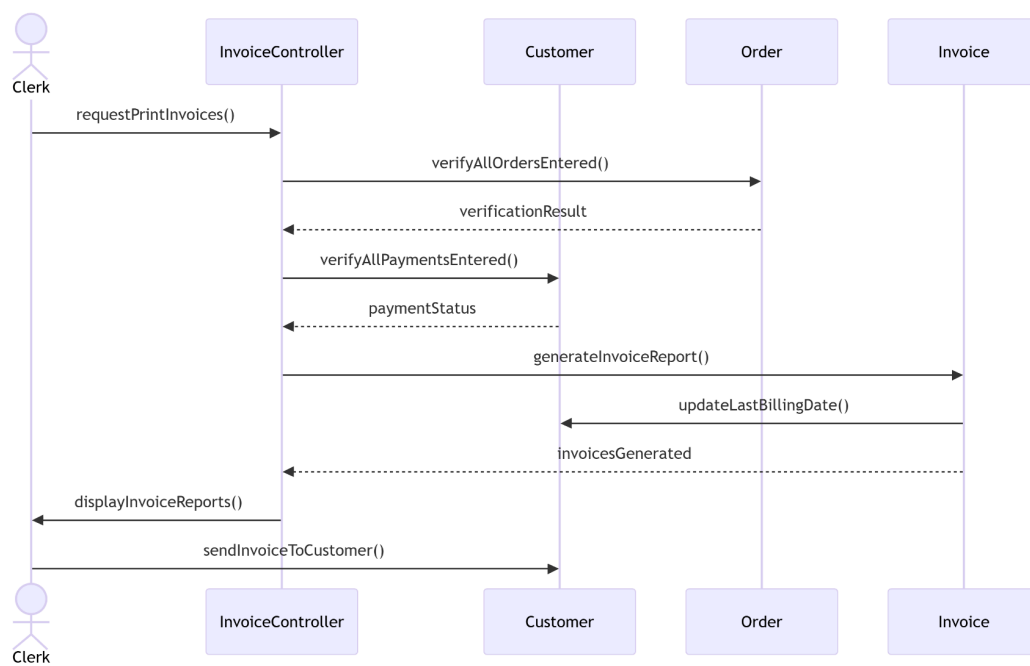 InvoiceController
Customer
Order
Invoice
Clerk
requestPrintInvoices()
verifyAllOrdersEntered()
verificationResult
verifyAllPaymentsEntered()
paymentStatus
generateInvoiceReport()
updateLastBillingDate()
invoicesGenerated
displayInvoiceReports()
sendInvoiceToCustomer()
InvoiceController
Customer
Order
Invoice
Clerk